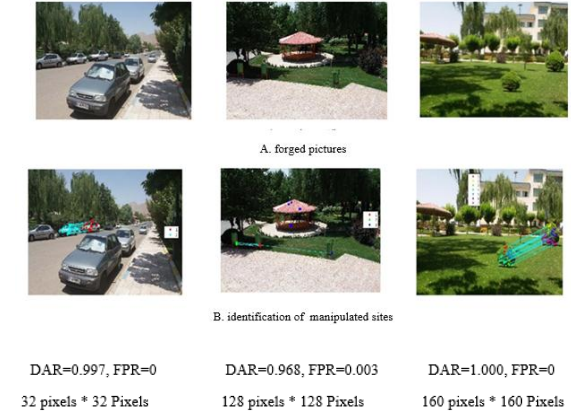 A. forged pictures
B. identification of manipulated sites
DAR=0.997, FPR=0
DAR=0.968, FPR=0.003
DAR=1.000, FPR=0
32 pixels * 32 Pixels
128 pixels * 128 Pixels
160 pixels * 160 Pixels